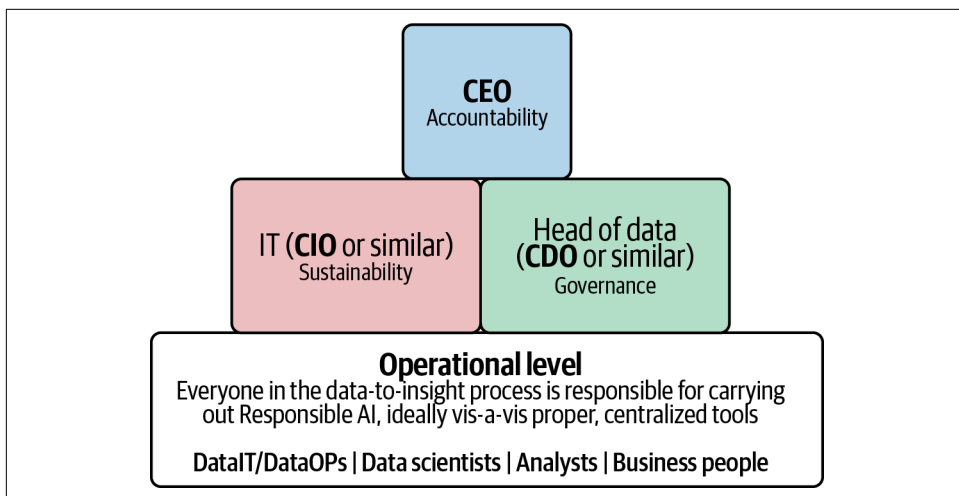 CEO
Accountability
IT (CIO or similar)
Sustainability
Head of data
(CDO or similar)
Governance
Operational level
Everyone in the data-to-insight process is responsible for carrying
out Responsible AI, ideally vis-a-vis proper, centralized tools
DataIT/DataOPs | Data scientists | Analysts | Business people